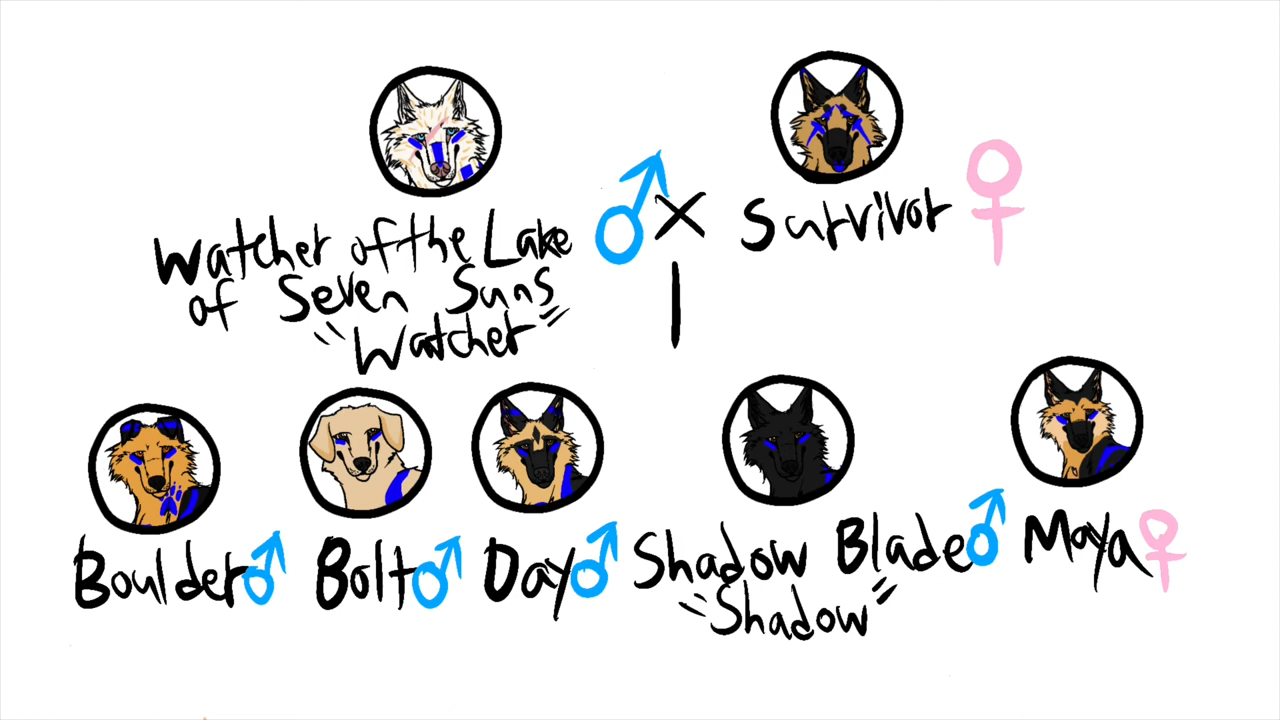 Watcher of the Lake ♂ × Survivor ♀
of Seven Suns
"Watcher"
Boulder♂ Bolt♂ Day♂ Shadow Blade♂ Maya♀
"Shadow"